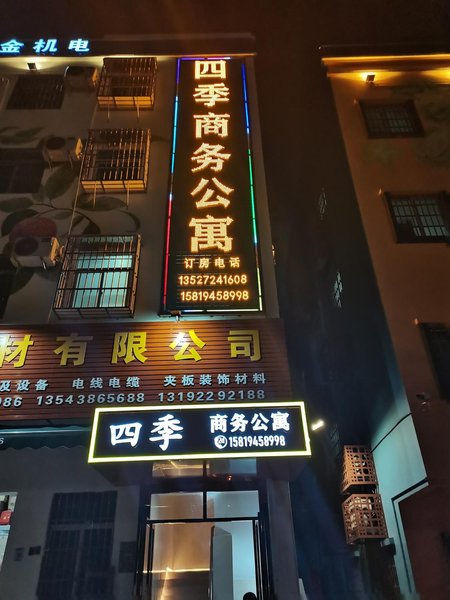 金机电
四季商务公寓
订房电话
13527241608
15819458998
材有限公司
及设备 电线电缆 夹板装饰材料
986 13543865688 13192292188
四季 商务公寓
15819458998